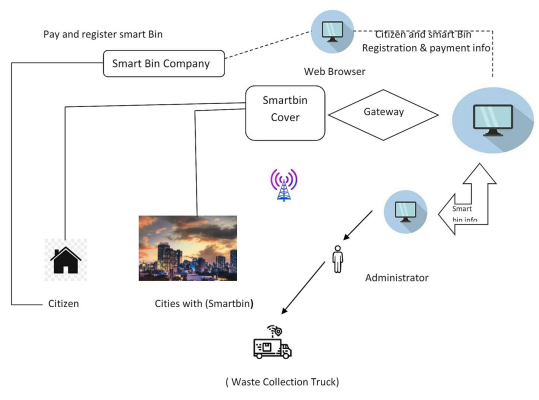 Pay and register smart Bin
Citizen and smart Bin
Registration & payment info
Smart Bin Company
Web Browser
Smartbin
Cover
Gateway
Smart
bin info
Administrator
Citizen
Cities with (Smartbin)
( Waste Collection Truck)